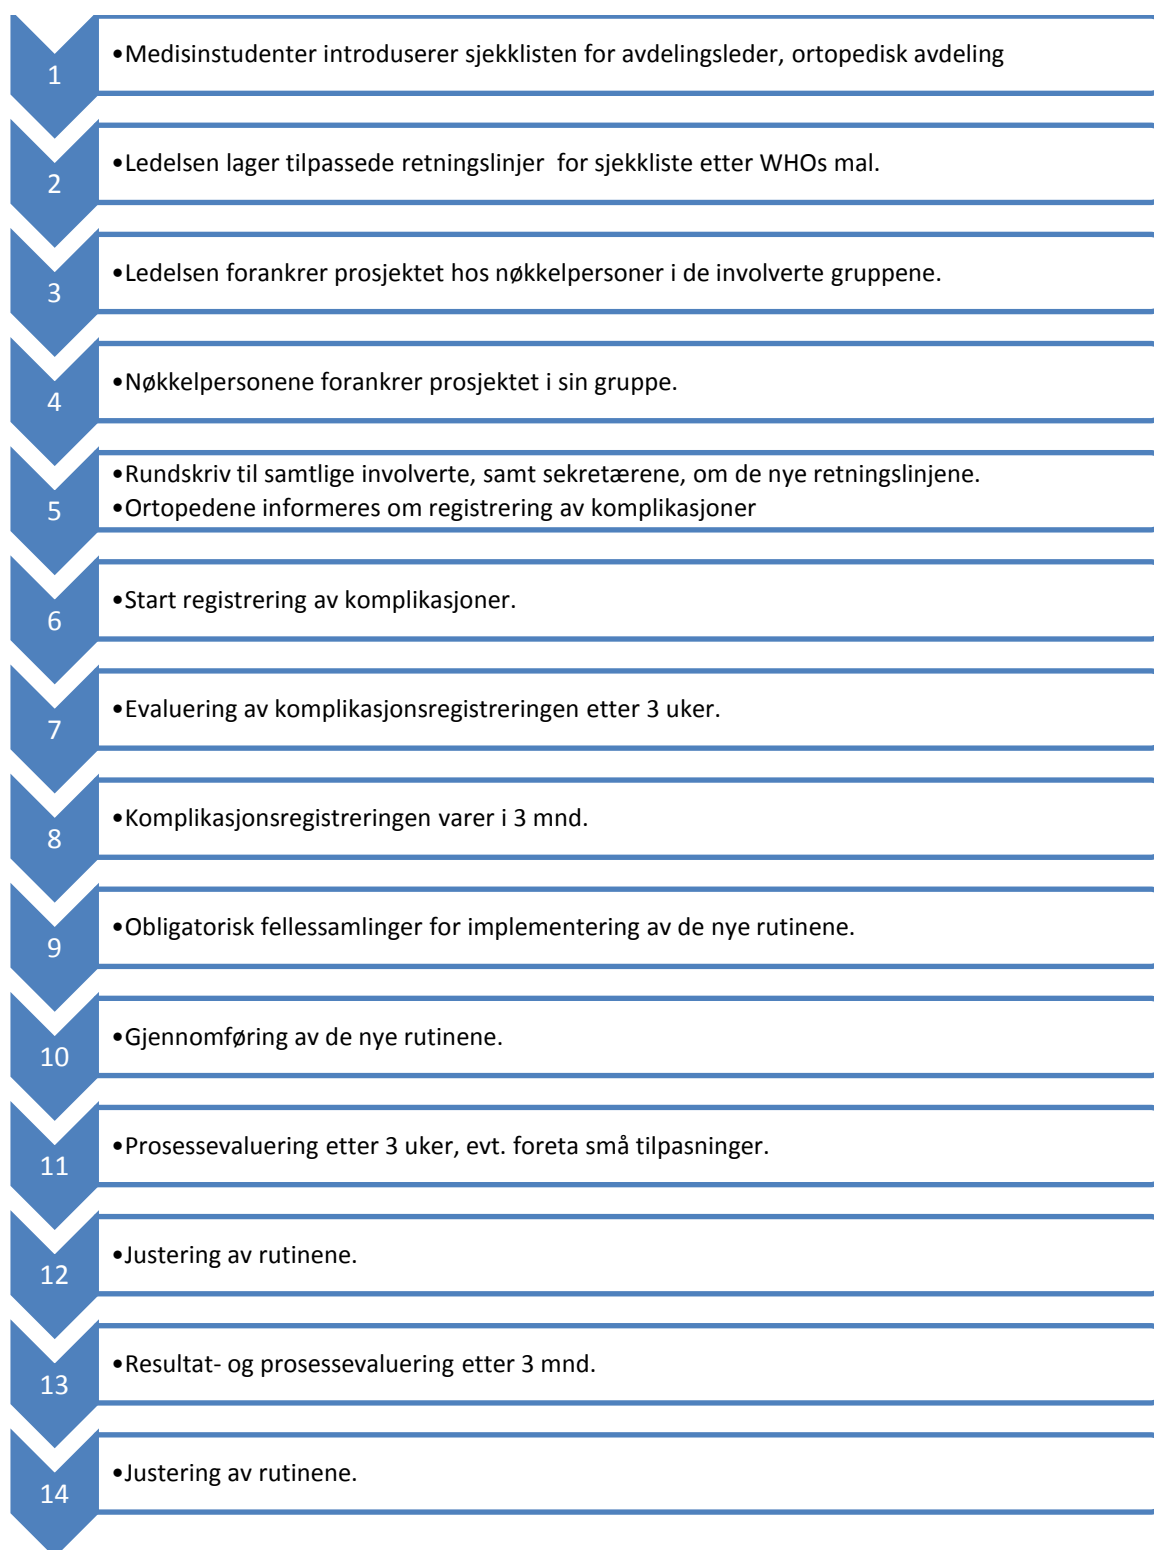 1
•Medisinstudenter introduserer sjekklisten for avdelingsleder, ortopedisk avdeling
2
•Ledelsen lager tilpassede retningslinjer  for sjekkliste etter WHOs mal.
3
•Ledelsen forankrer prosjektet hos nøkkelpersoner i de involverte gruppene.
4
•Nøkkelpersonene forankrer prosjektet i sin gruppe.
5
•Rundskriv til samtlige involverte, samt sekretærene, om de nye retningslinjene.
•Ortopedene informeres om registrering av komplikasjoner
6
•Start registrering av komplikasjoner.
7
•Evaluering av komplikasjonsregistreringen etter 3 uker.
8
•Komplikasjonsregistreringen varer i 3 mnd.
9
•Obligatorisk fellessamlinger for implementering av de nye rutinene.
10
•Gjennomføring av de nye rutinene.
11
•Prosessevaluering etter 3 uker, evt. foreta små tilpasninger.
12
•Justering av rutinene.
13
•Resultat- og prosessevaluering etter 3 mnd.
14
•Justering av rutinene.